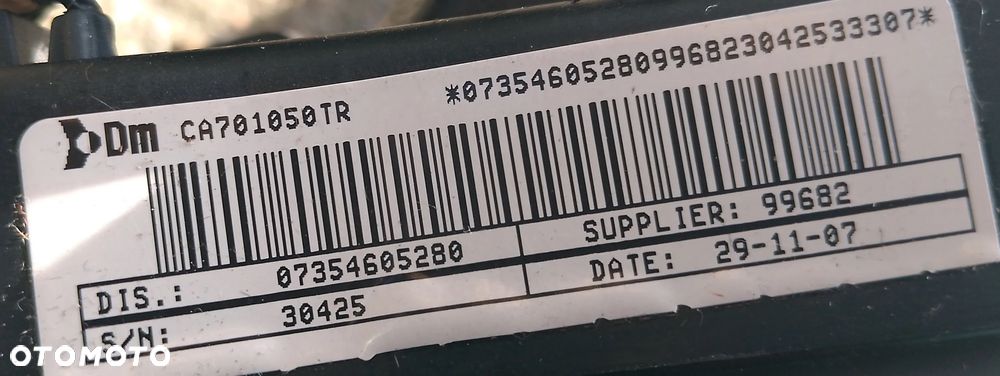 Dm CA701050TR *07354605280996823042533307*
DIS.: 07354605280 SUPPLIER: 99682
S/N: 30425 DATE: 29-11-07
OTOMOTO